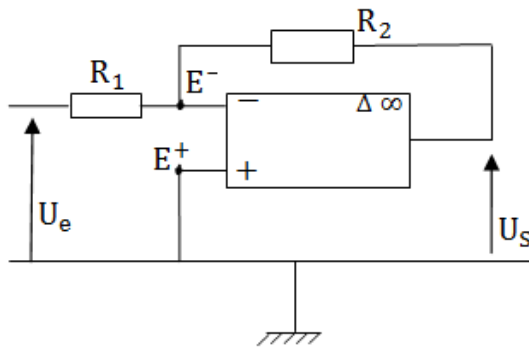 R₂
R₁
E⁻
− Δ ∞
E⁺
+
Uₑ
Uₛ